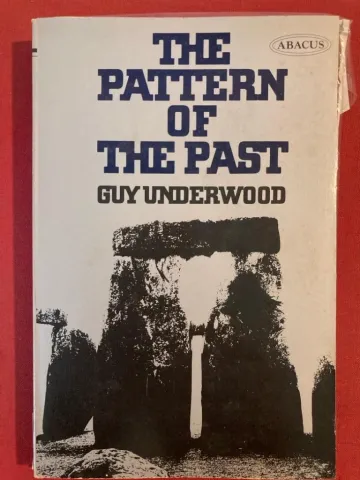 THE
ABACUS
PATTERN
OF
THE PAST
GUY UNDERWOOD